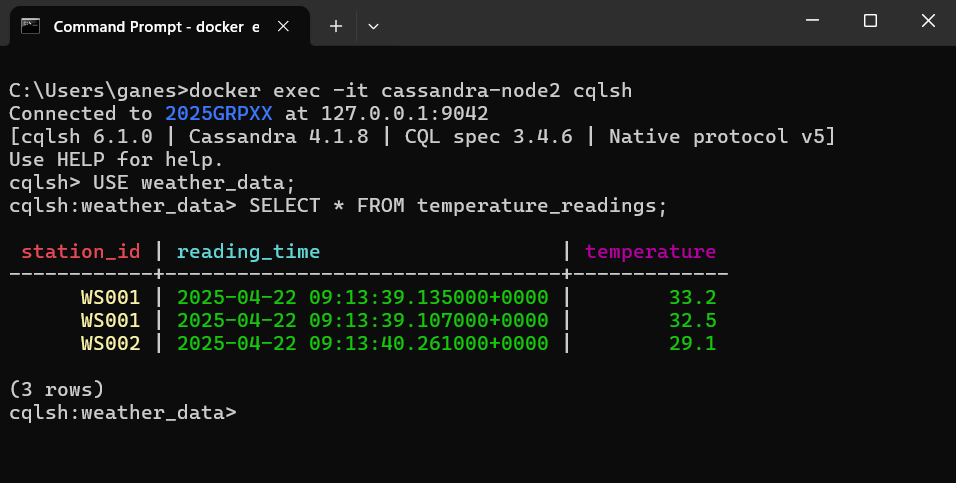 Command Prompt - docker e
C:\Users\ganes>docker exec -it cassandra-node2 cqlsh
Connected to 2025GRPXX at 127.0.0.1:9042
[cqlsh 6.1.0 | Cassandra 4.1.8 | CQL spec 3.4.6 | Native protocol v5]
Use HELP for help.
cqlsh> USE weather_data;
cqlsh:weather_data> SELECT * FROM temperature_readings;
 station_id | reading_time                    | temperature
------------+---------------------------------+-------------
      WS001 | 2025-04-22 09:13:39.135000+0000 |        33.2
      WS001 | 2025-04-22 09:13:39.107000+0000 |        32.5
      WS002 | 2025-04-22 09:13:40.261000+0000 |        29.1
(3 rows)
cqlsh:weather_data>